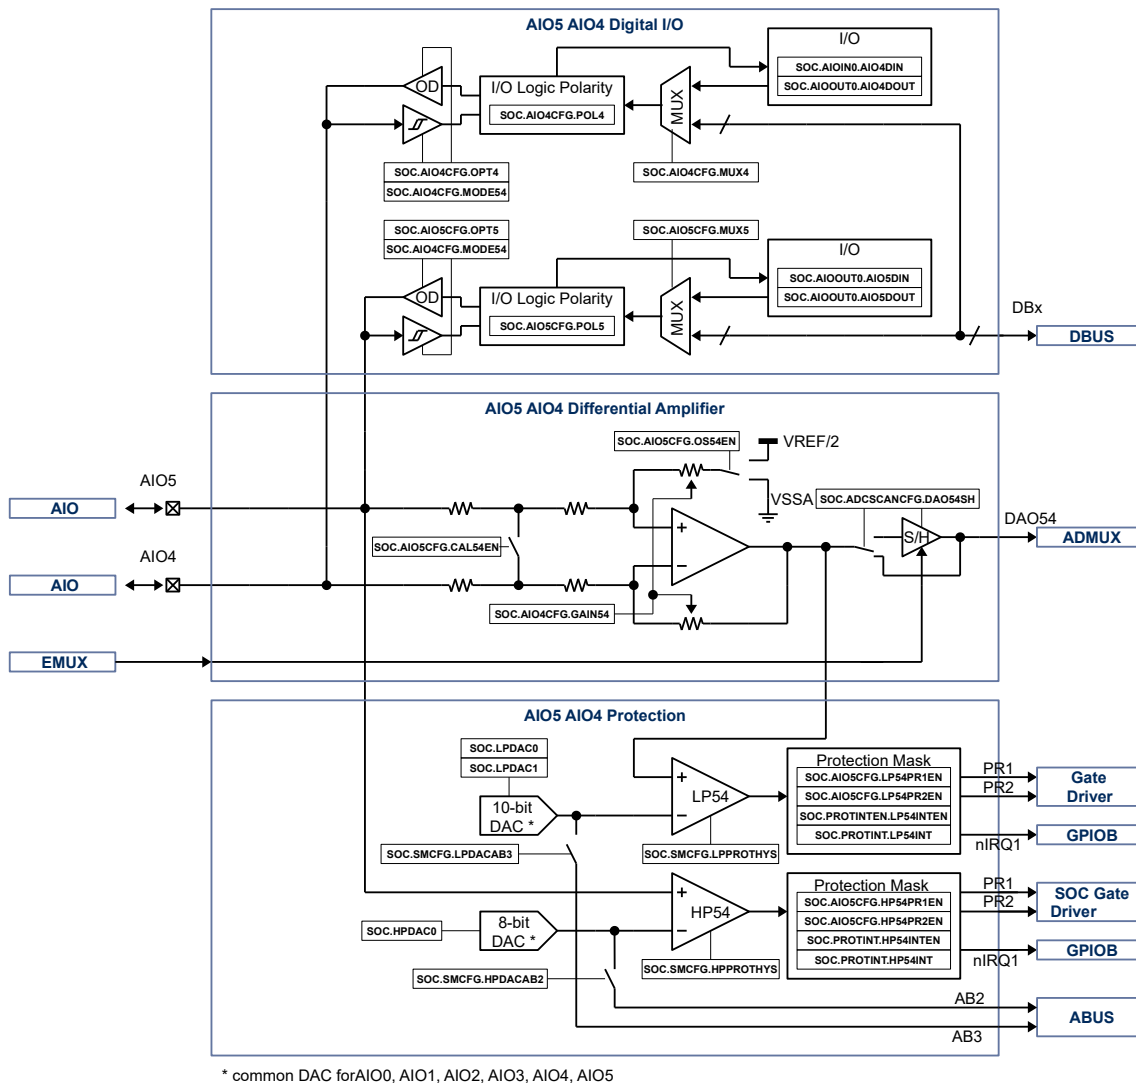 AIO5 AIO4 Digital I/O
I/O
SOC.AIOIN0.AIO4DIN
SOC.AIOOUT0.AIO4DOUT
OD
I/O Logic Polarity
SOC.AIO4CFG.POL4
MUX
SOC.AIO4CFG.OPT4
SOC.AIO4CFG.MODE54
SOC.AIO4CFG.MUX4
SOC.AIO5CFG.OPT5
SOC.AIO4CFG.MODE54
SOC.AIO5CFG.MUX5
I/O
SOC.AIOOUT0.AIO5DIN
SOC.AIOOUT0.AIO5DOUT
OD
I/O Logic Polarity
SOC.AIO5CFG.POL5
MUX
DBx
DBUS
AIO5 AIO4 Differential Amplifier
SOC.AIO5CFG.OS54EN
VREF/2
VSSA
SOC.ADCSCANCFG.DAO54SH
AIO5
AIO
S/H
DAO54
ADMUX
SOC.AIO5CFG.CAL54EN
+
−
AIO4
AIO
SOC.AIO4CFG.GAIN54
EMUX
AIO5 AIO4 Protection
SOC.LPDAC0
SOC.LPDAC1
10-bit
DAC *
+
−
LP54
Protection Mask
SOC.AIO5CFG.LP54PR1EN
SOC.AIO5CFG.LP54PR2EN
SOC.PROTINTEN.LP54INTEN
SOC.PROTINT.LP54INT
PR1
PR2
nIRQ1
Gate
Driver
GPIOB
SOC.SMCFG.LPDACAB3
SOC.SMCFG.LPPROTHYS
SOC.HPDAC0
8-bit
DAC *
+
−
HP54
Protection Mask
SOC.AIO5CFG.HP54PR1EN
SOC.AIO5CFG.HP54PR2EN
SOC.PROTINT.HP54INTEN
SOC.PROTINT.HP54INT
PR1
PR2
nIRQ1
SOC Gate
Driver
GPIOB
SOC.SMCFG.HPDACAB2
SOC.SMCFG.HPPROTHYS
AB2
AB3
ABUS
* common DAC forAIO0, AIO1, AIO2, AIO3, AIO4, AIO5